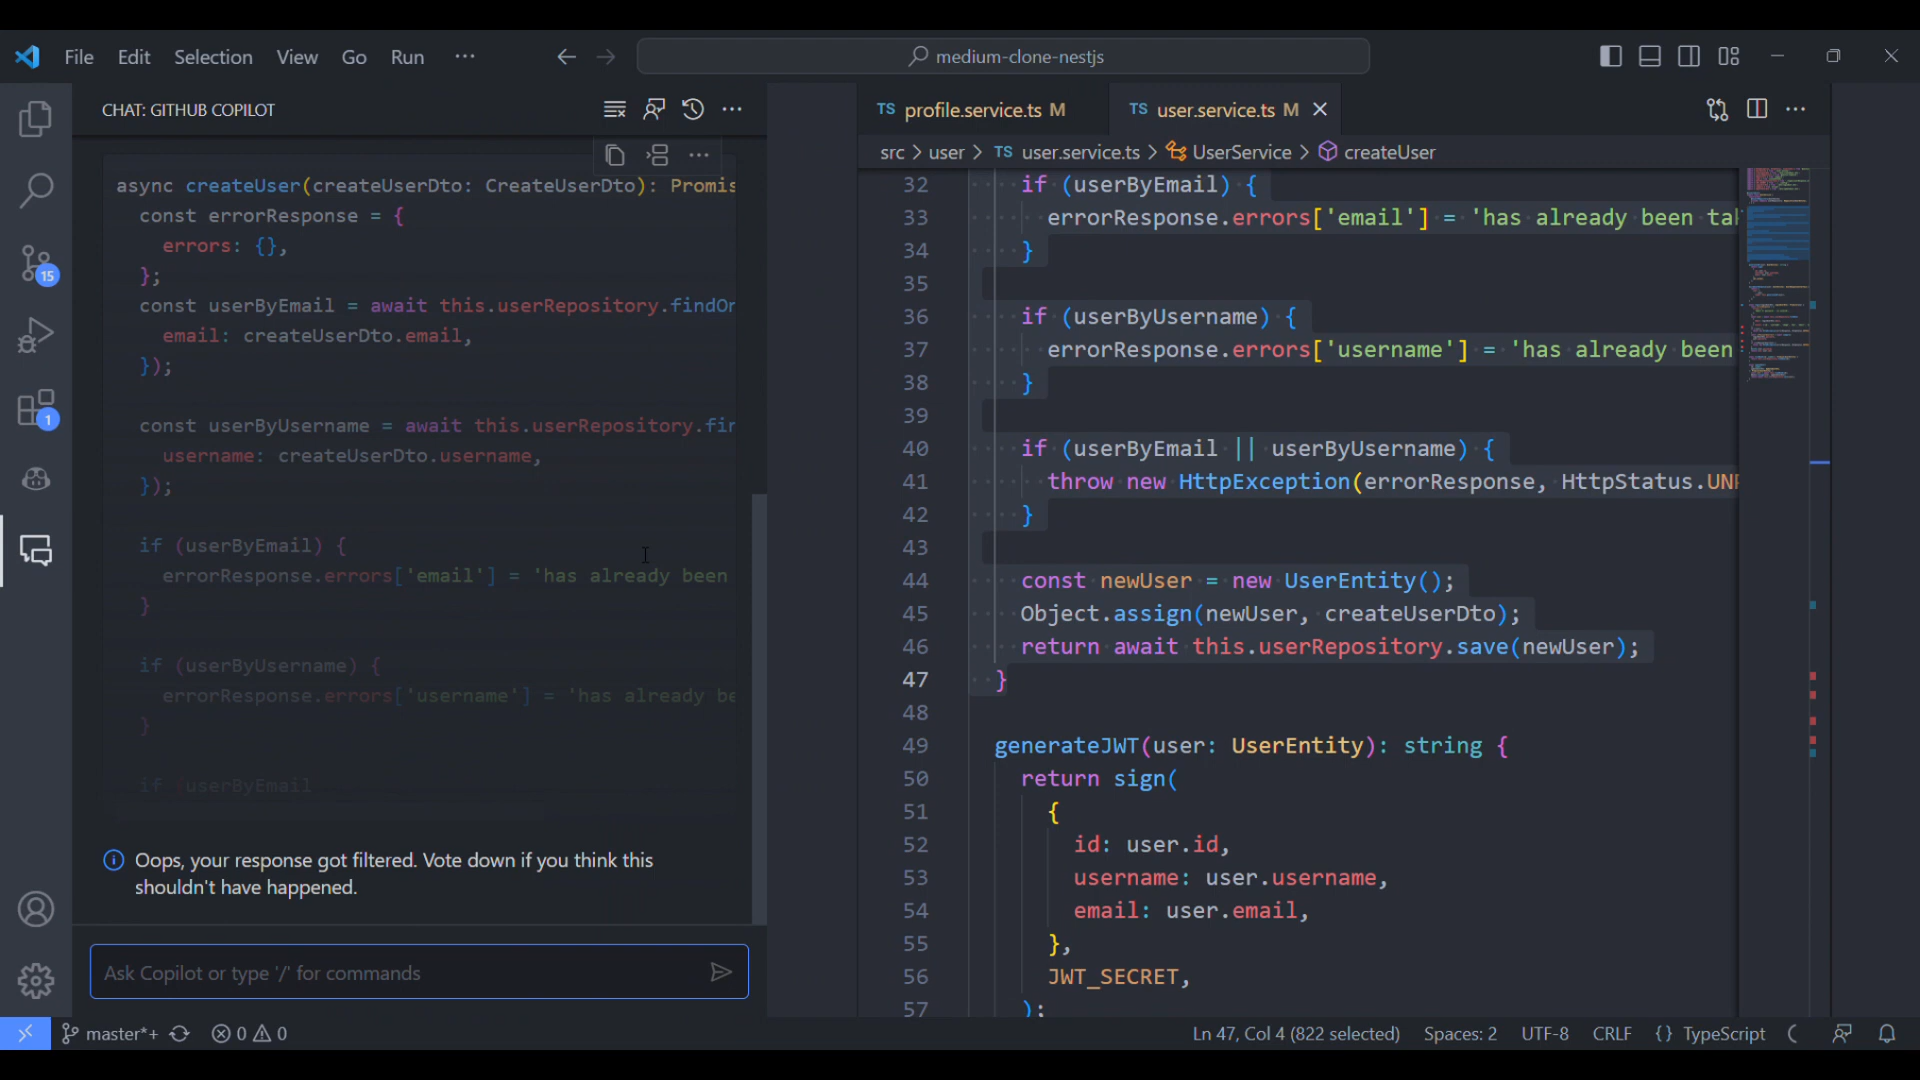 File Edit Selection View Go Run ···
medium-clone-nestjs
CHAT: GITHUB COPILOT
async createUser(createUserDto: CreateUserDto): Promis
const errorResponse = {
errors: {},
};
const userByEmail = await this.userRepository.findOn
email: createUserDto.email,
});
const userByUsername = await this.userRepository.fin
username: createUserDto.username,
});
if (userByEmail) {
errorResponse.errors['email'] = 'has already been
}
if (userByUsername) {
errorResponse.errors['username'] = 'has already be
}
if (userByEmail
Oops, your response got filtered. Vote down if you think this
shouldn't have happened.
Ask Copilot or type '/' for commands
15
1
TS profile.service.ts M
TS user.service.ts M
src > user > TS user.service.ts > UserService > createUser
32 if (userByEmail) {
33 errorResponse.errors['email'] = 'has already been tak
34 }
35
36 if (userByUsername) {
37 errorResponse.errors['username'] = 'has already been
38 }
39
40 if (userByEmail || userByUsername) {
41 throw new HttpException(errorResponse, HttpStatus.UNP
42 }
43
44 const newUser = new UserEntity();
45 Object.assign(newUser, createUserDto);
46 return await this.userRepository.save(newUser);
47 }
48
49 generateJWT(user: UserEntity): string {
50 return sign(
51 {
52 id: user.id,
53 username: user.username,
54 email: user.email,
55 },
56 JWT_SECRET,
57 );
master*+ 0 0
Ln 47, Col 4 (822 selected) Spaces: 2 UTF-8 CRLF {} TypeScript